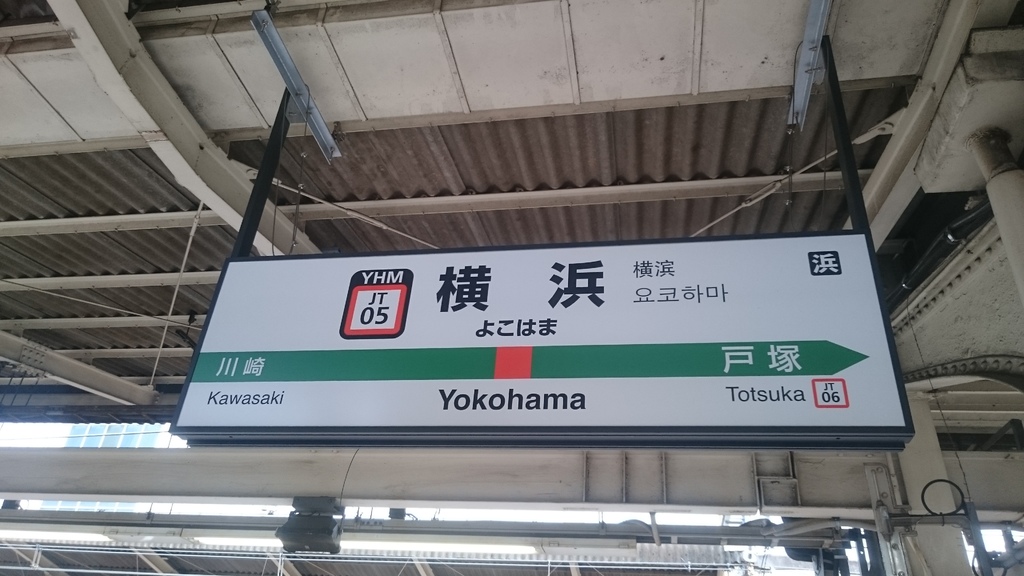 YHM
JT
05
横浜
よこはま
横滨
요코하마
浜
川崎
戸塚
Kawasaki
Yokohama
Totsuka
JT
06